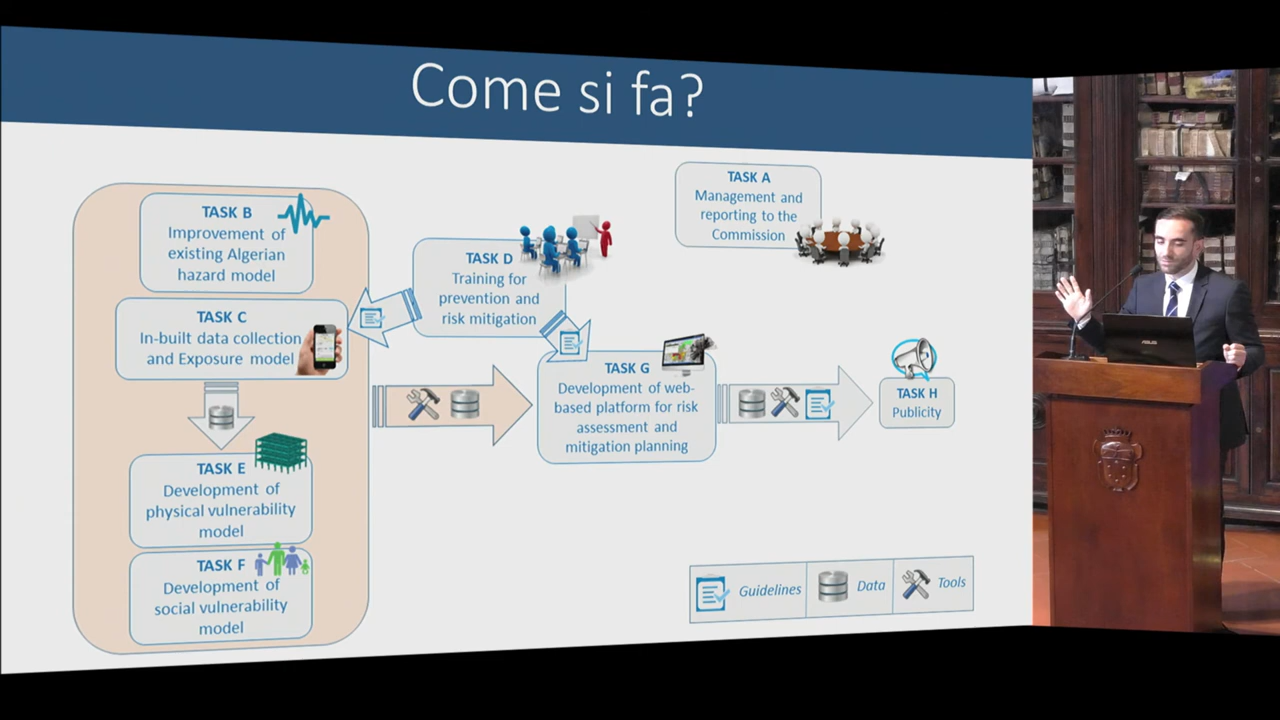 Come si fa?
TASK A
Management and
reporting to the
Commission
TASK B
Improvement of
existing Algerian
hazard model
TASK C
In-built data collection
and Exposure model
TASK D
Training for
prevention and
risk mitigation
TASK E
Development of
physical vulnerability
model
TASK F
Development of
social vulnerability
model
TASK G
Development of web-
based platform for risk
assessment and
mitigation planning
TASK H
Publicity
Guidelines
Data
Tools
ASUS